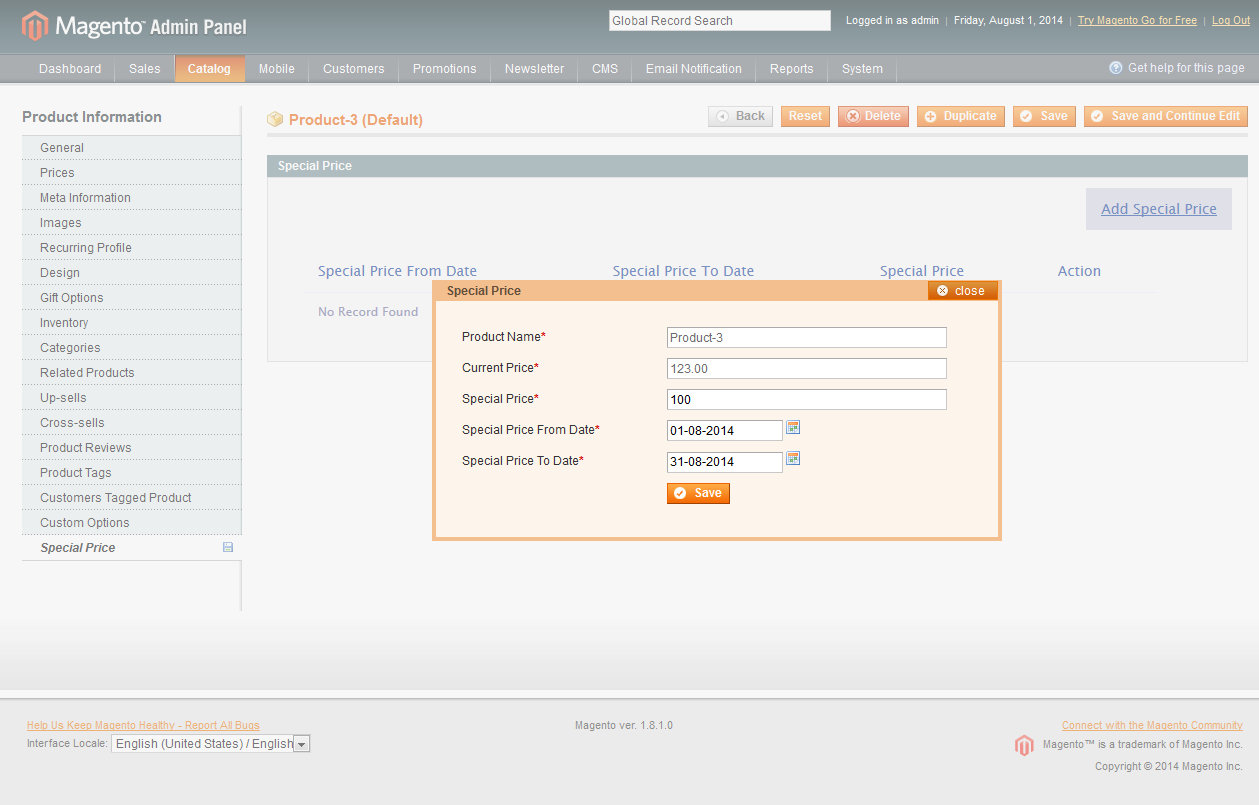 Magento™ Admin Panel
Global Record Search
Logged in as admin | Friday, August 1, 2014 | Try Magento Go for Free | Log Out
Dashboard Sales Catalog Mobile Customers Promotions Newsletter CMS Email Notification Reports System Get help for this page
Product Information
General
Prices
Meta Information
Images
Recurring Profile
Design
Gift Options
Inventory
Categories
Related Products
Up-sells
Cross-sells
Product Reviews
Product Tags
Customers Tagged Product
Custom Options
Special Price
Product-3 (Default)
Back Reset Delete Duplicate Save Save and Continue Edit
Special Price
Add Special Price
Special Price From Date Special Price To Date Special Price Action
No Record Found
Special Price close
Product Name* Product-3
Current Price* 123.00
Special Price* 100
Special Price From Date* 01-08-2014
Special Price To Date* 31-08-2014
Save
Help Us Keep Magento Healthy - Report All Bugs
Interface Locale: English (United States) / English
Magento ver. 1.8.1.0
Connect with the Magento Community
Magento™ is a trademark of Magento Inc.
Copyright © 2014 Magento Inc.